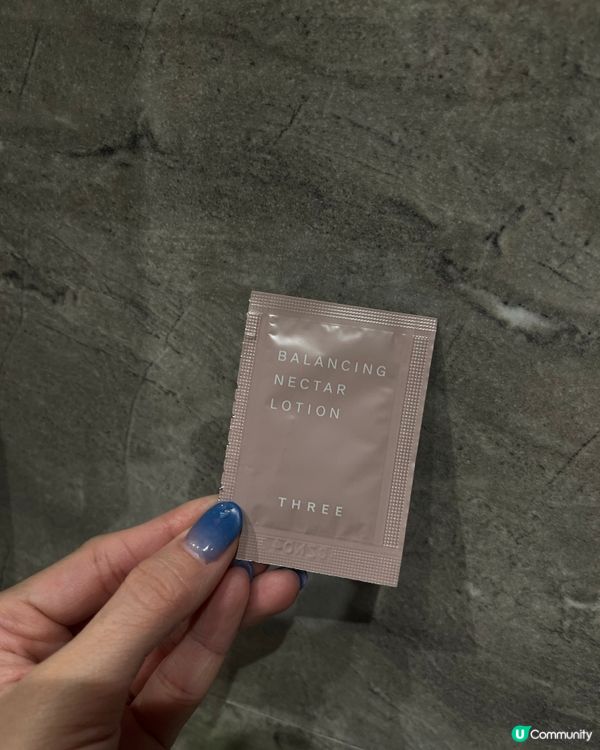 BALANCING
NECTAR
LOTION
THREE
U Community